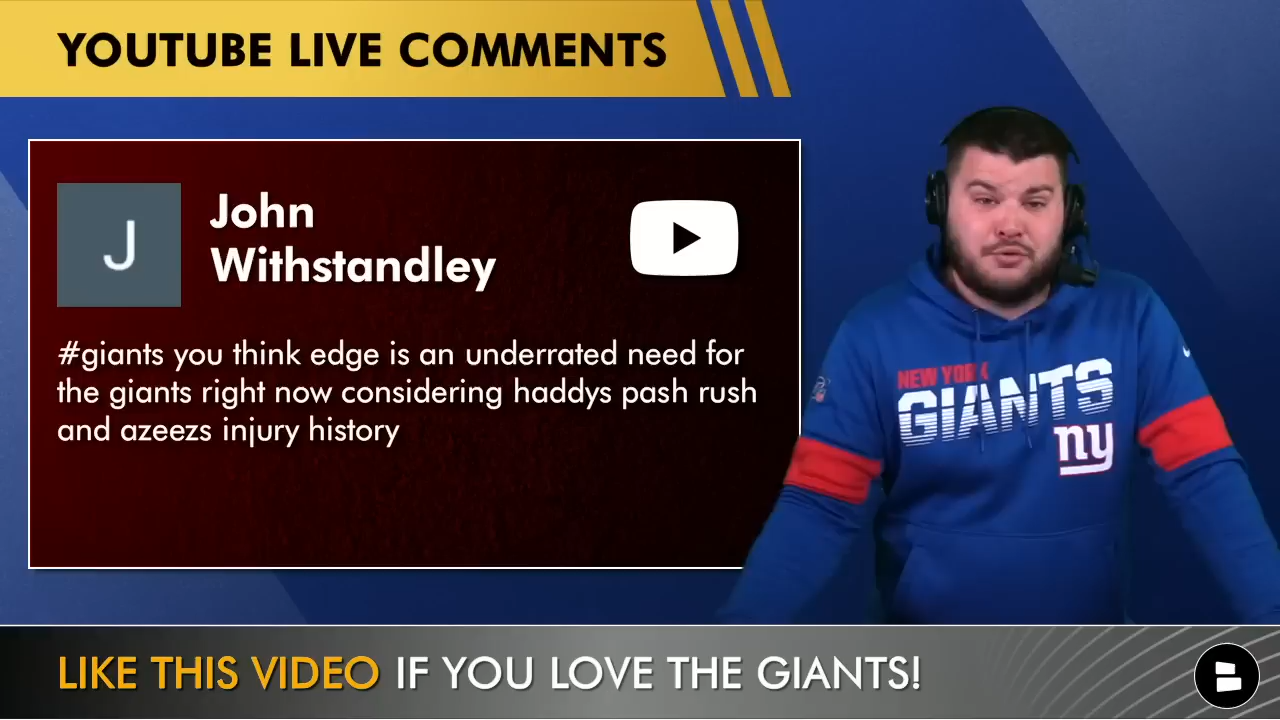 YOUTUBE LIVE COMMENTS
J
John
Withstandley
#giants you think edge is an underrated need for
the giants right now considering haddys pash rush
and azeezs injury history
NEW YORK
GIANTS
ny
LIKE THIS VIDEO IF YOU LOVE THE GIANTS!